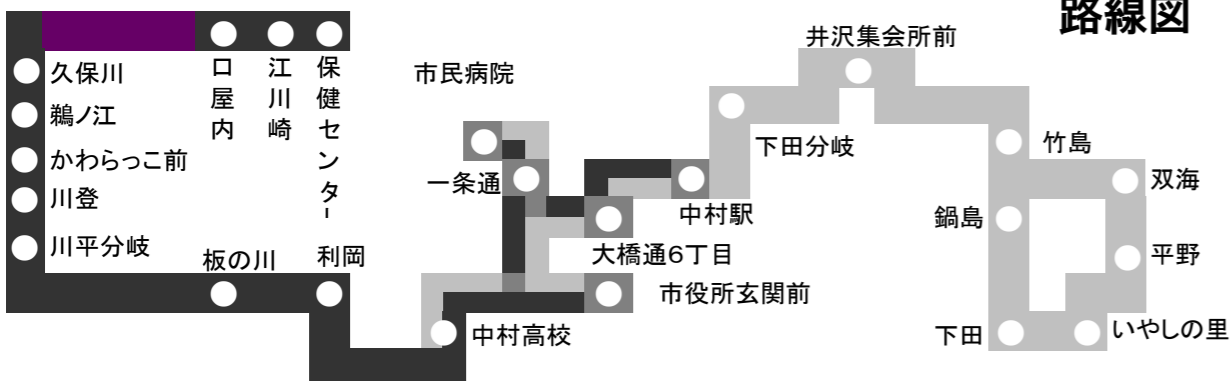 路線図
久保川
鵜ノ江
かわらっこ前
川登
川平分岐
口屋内
江川崎
保健センター
板の川
利岡
市民病院
一条通
中村駅
大橋通6丁目
市役所玄関前
中村高校
井沢集会所前
下田分岐
竹島
双海
鍋島
平野
下田
いやしの里